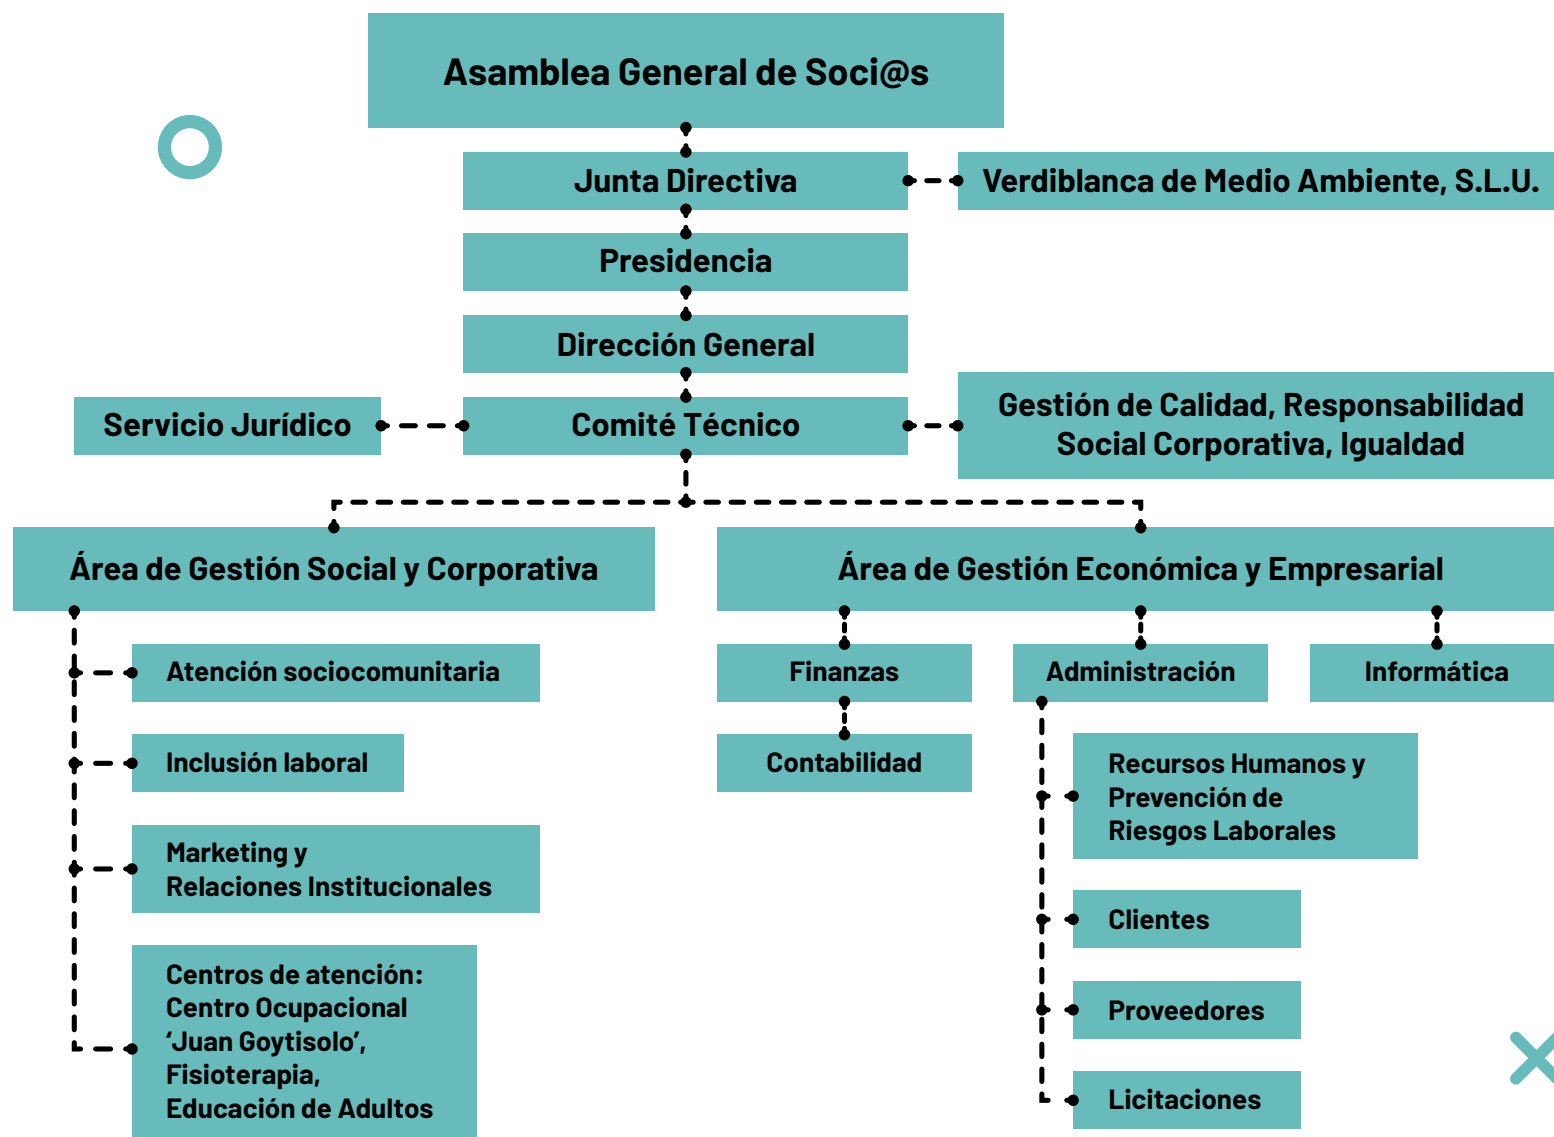 Asamblea General de Soci@s
Junta Directiva
Verdiblanca de Medio Ambiente, S.L.U.
Presidencia
Dirección General
Servicio Jurídico
Comité Técnico
Gestión de Calidad, Responsabilidad
Social Corporativa, Igualdad
Área de Gestión Social y Corporativa
Atención sociocomunitaria
Inclusión laboral
Marketing y
Relaciones Institucionales
Centros de atención:
Centro Ocupacional
‘Juan Goytisolo’,
Fisioterapia,
Educación de Adultos
Área de Gestión Económica y Empresarial
Finanzas
Contabilidad
Administración
Recursos Humanos y
Prevención de
Riesgos Laborales
Clientes
Proveedores
Licitaciones
Informática